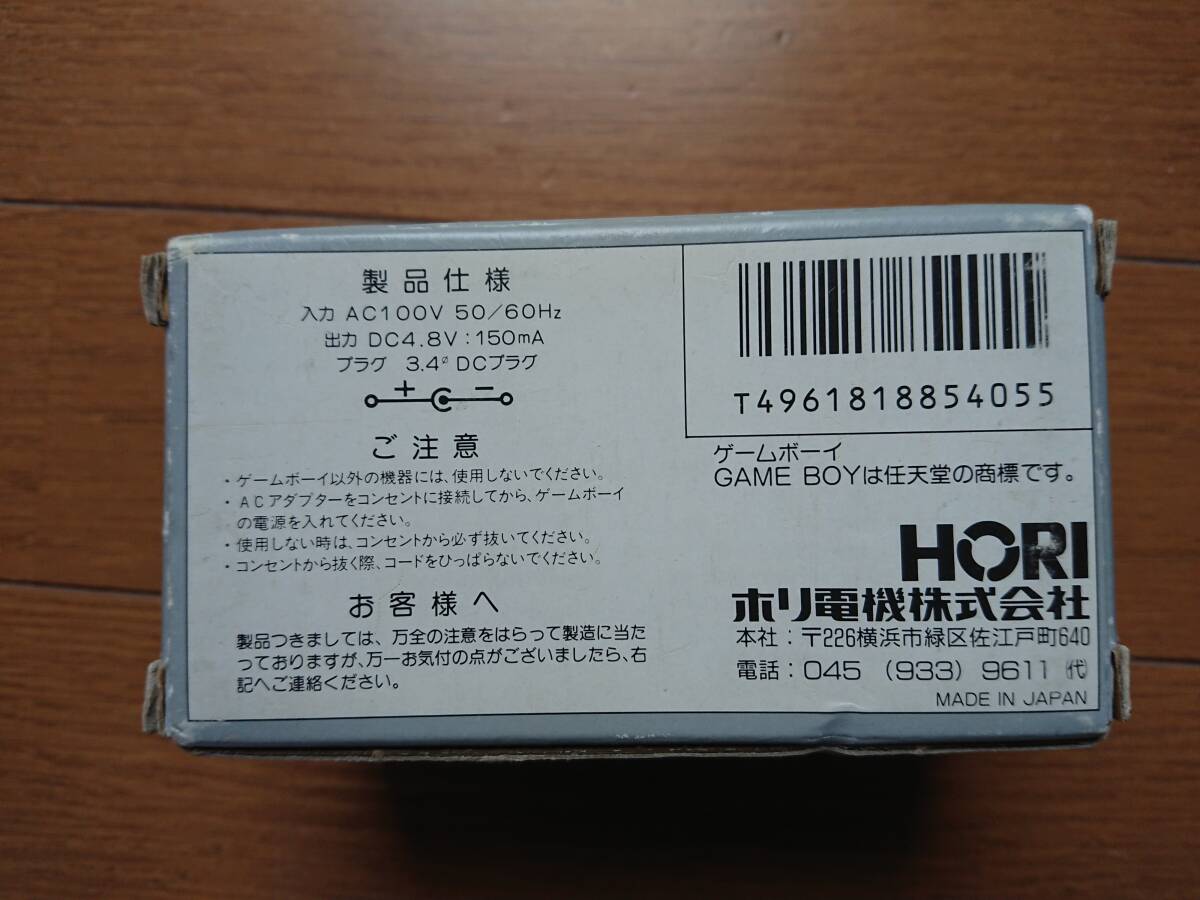 製品仕様
入力 AC100V 50/60Hz
出力 DC4.8V:150mA
プラグ 3.4φ DCプラグ
+ −
ご注意
・ゲームボーイ以外の機器には、使用しないでください。
・ACアダプターをコンセントに接続してから、ゲームボーイ
の電源を入れてください。
・使用しない時は、コンセントから必ず抜いてください。
・コンセントから抜く際、コードをひっぱらないでください。
お客様へ
製品つきましては、万全の注意をはらって製造に当た
っておりますが、万一お気付の点がございましたら、右
記へご連絡ください。
T4961818854055
ゲームボーイ
GAME BOYは任天堂の商標です。
HORI
ホリ電機株式会社
本社:〒226横浜市緑区佐江戸町640
電話:045 (933) 9611 (代)
MADE IN JAPAN